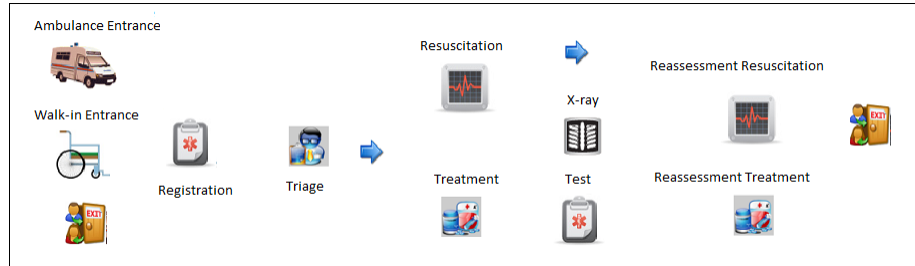 Ambulance Entrance
Walk-in Entrance
EXIT
Registration
Triage
Resuscitation
Treatment
X-ray
Test
Reassessment Resuscitation
EXIT
Reassessment Treatment